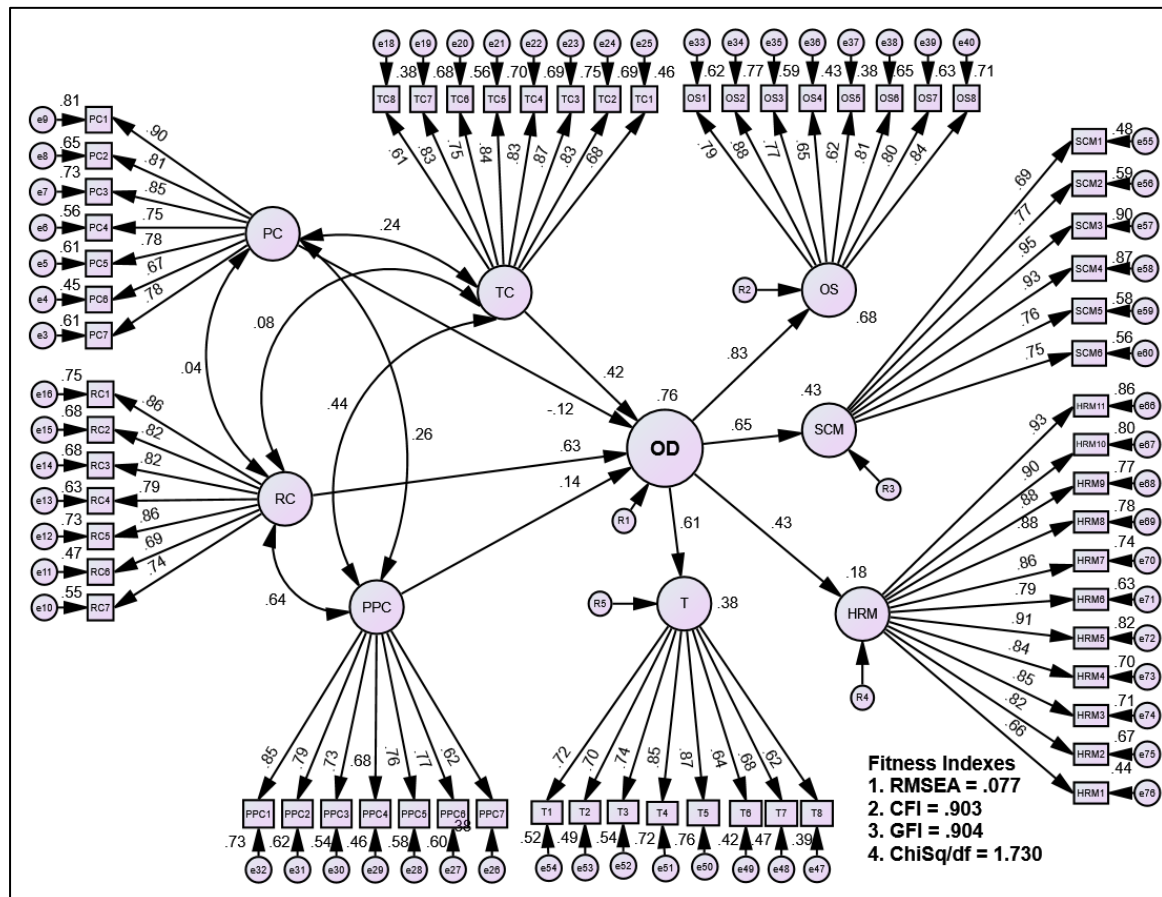 e18 e19 e20 e21 e22 e23 e24 e25
.38 .68 .56 .70 .69 .75 .69 .46
TC8 TC7 TC6 TC5 TC4 TC3 TC2 TC1
.61 .83 .75 .84 .83 .87 .83 .68
TC
e33 e34 e35 e36 e37 e38 e39 e40
.62 .77 .59 .43 .38 .65 .63 .71
OS1 OS2 OS3 OS4 OS5 OS6 OS7 OS8
.79 .88 .77 .65 .62 .81 .80 .84
R2 OS
.68
.81
e9 PC1 .90
.65
e8 PC2 .81
.73
e7 PC3 .85
.56
e6 PC4 .75
.61
e5 PC5 .78
.45
e4 PC6 .67
.61
e3 PC7 .78
PC
.24
.08
.04
.44
.26
.42
-.12
.63
.14
.83
.65
.61
.43
.76
OD
R1
.75
e16 RC1 .86
.68
e15 RC2 .82
.68
e14 RC3 .82
.63
e13 RC4 .79
.73
e12 RC5 .86
.47
e11 RC6 .69
.55
e10 RC7 .74
RC
.64
PPC
.85 .79 .73 .68 .76 .77 .62
PPC1 PPC2 PPC3 PPC4 PPC5 PPC6 PPC7
.73 .62 .54 .46 .58 .60 .38
e32 e31 e30 e29 e28 e27 e26
R5 T .38
.72 .70 .74 .85 .87 .64 .68 .62
T1 T2 T3 T4 T5 T6 T7 T8
.52 .49 .54 .72 .76 .42 .47 .39
e54 e53 e52 e51 e50 e49 e48 e47
.43
SCM
R3
.69 SCM1 .48 e55
.77 SCM2 .59 e56
.95 SCM3 .90 e57
.93 SCM4 .87 e58
.76 SCM5 .58 e59
.75 SCM6 .56 e60
.18
HRM
R4
.93 HRM11 .86 e66
.90 HRM10 .80 e67
.88 HRM9 .77 e68
.88 HRM8 .78 e69
.86 HRM7 .74 e70
.79 HRM6 .63 e71
.91 HRM5 .82 e72
.84 HRM4 .70 e73
.85 HRM3 .71 e74
.82 HRM2 .67 e75
.66 HRM1 .44 e76
Fitness Indexes
1. RMSEA = .077
2. CFI = .903
3. GFI = .904
4. ChiSq/df = 1.730